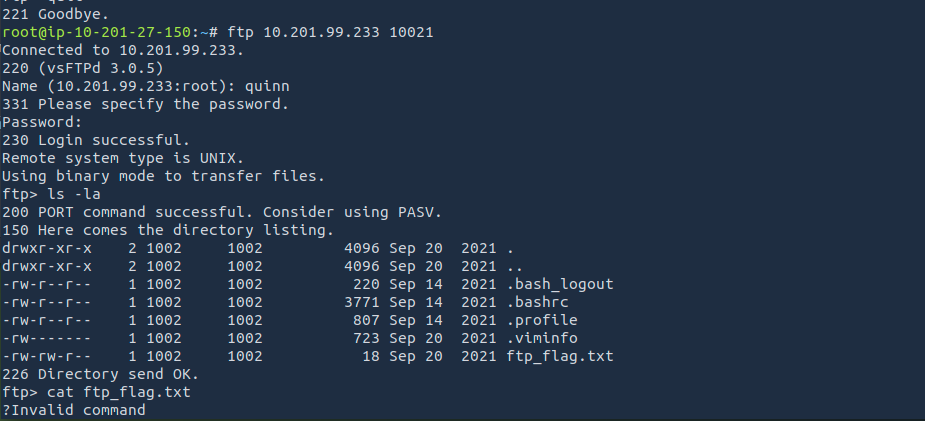 221 Goodbye.
root@ip-10-201-27-150:~# ftp 10.201.99.233 10021
Connected to 10.201.99.233.
220 (vsFTPd 3.0.5)
Name (10.201.99.233:root): quinn
331 Please specify the password.
Password:
230 Login successful.
Remote system type is UNIX.
Using binary mode to transfer files.
ftp> ls -la
200 PORT command successful. Consider using PASV.
150 Here comes the directory listing.
drwxr-xr-x    2 1002     1002         4096 Sep 20  2021 .
drwxr-xr-x    2 1002     1002         4096 Sep 20  2021 ..
-rw-r--r--    1 1002     1002          220 Sep 14  2021 .bash_logout
-rw-r--r--    1 1002     1002         3771 Sep 14  2021 .bashrc
-rw-r--r--    1 1002     1002          807 Sep 14  2021 .profile
-rw-------    1 1002     1002          723 Sep 20  2021 .viminfo
-rw-rw-r--    1 1002     1002           18 Sep 20  2021 ftp_flag.txt
226 Directory send OK.
ftp> cat ftp_flag.txt
?Invalid command